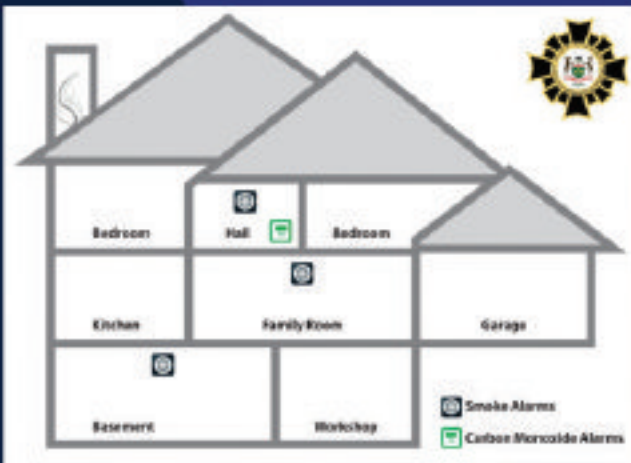 Bedroom
Hall
Bedroom
Kitchen
Family Room
Garage
Basement
Workshop
Smoke Alarms
Carbon Monoxide Alarms